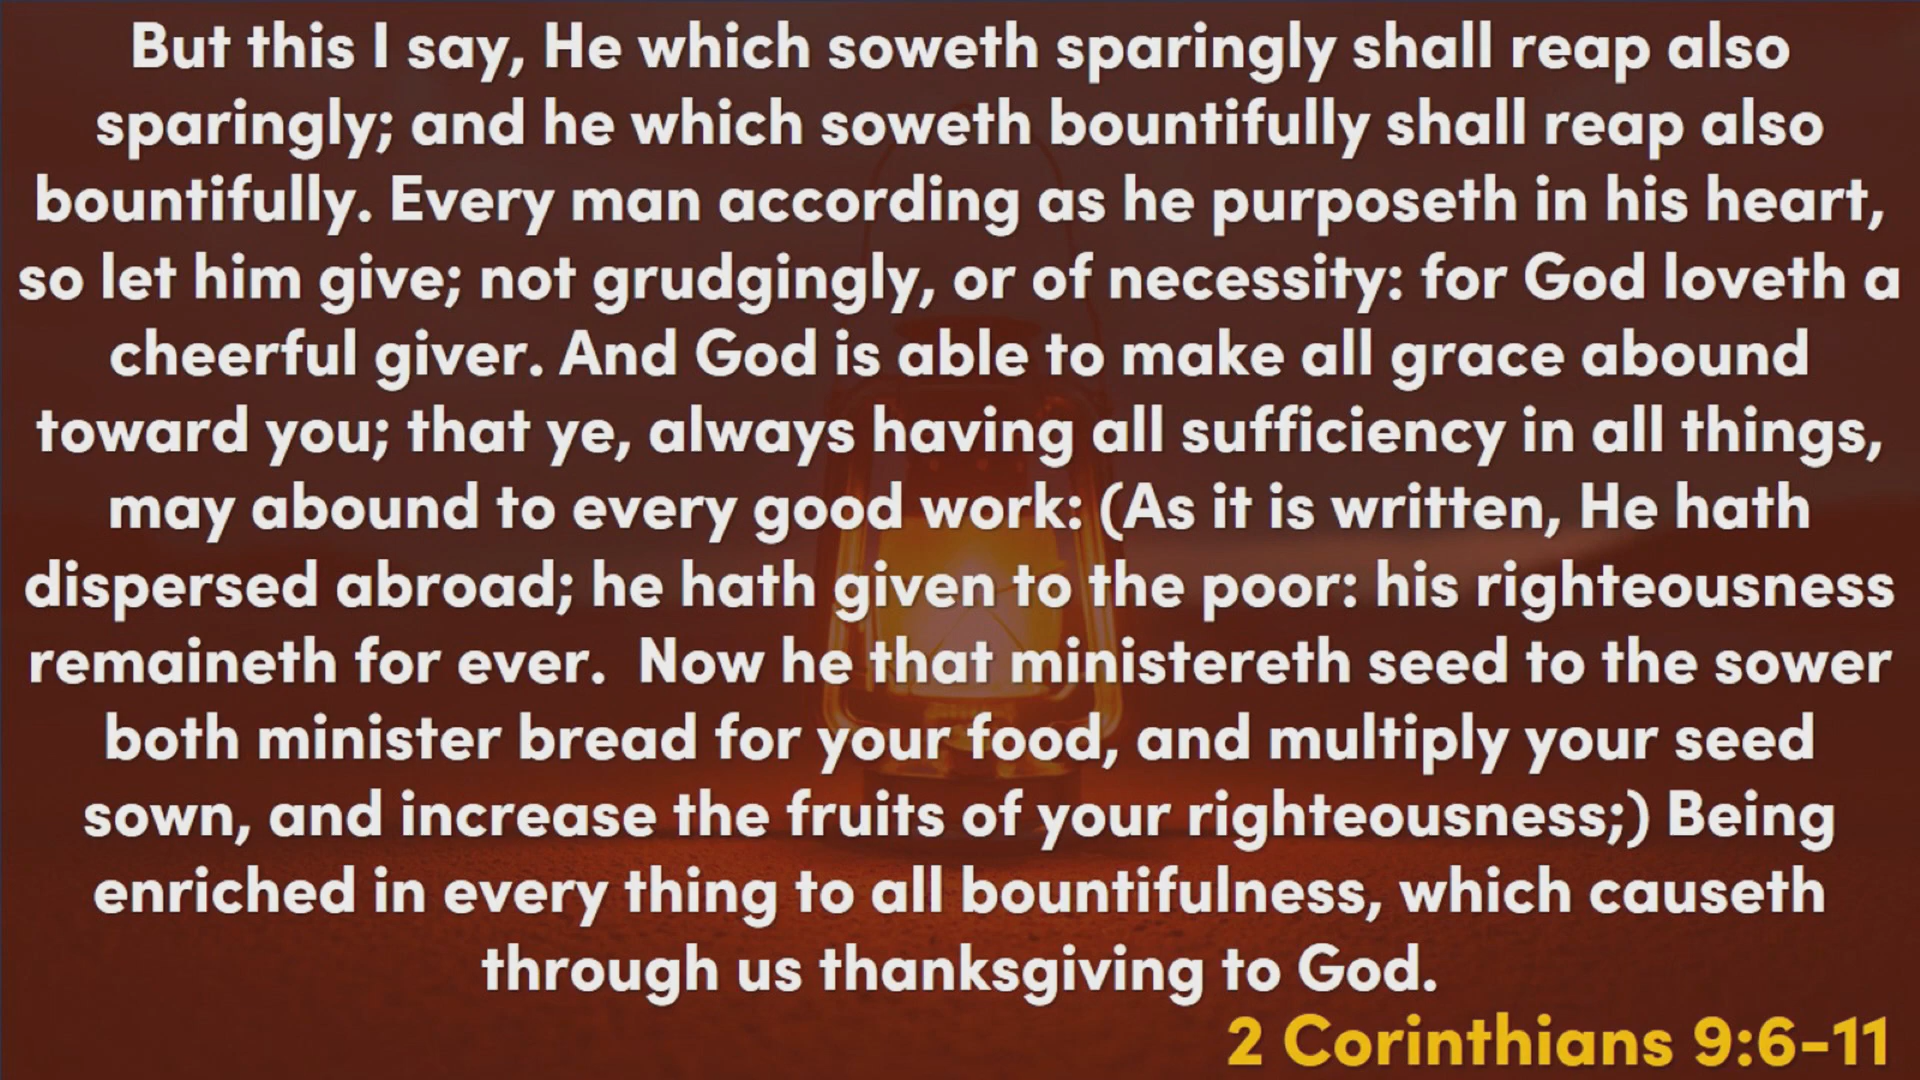 But this I say, He which soweth sparingly shall reap also
sparingly; and he which soweth bountifully shall reap also
bountifully. Every man according as he purposeth in his heart,
so let him give; not grudgingly, or of necessity: for God loveth a
cheerful giver. And God is able to make all grace abound
toward you; that ye, always having all sufficiency in all things,
may abound to every good work: (As it is written, He hath
dispersed abroad; he hath given to the poor: his righteousness
remaineth for ever.  Now he that ministereth seed to the sower
both minister bread for your food, and multiply your seed
sown, and increase the fruits of your righteousness;) Being
enriched in every thing to all bountifulness, which causeth
through us thanksgiving to God.
2 Corinthians 9:6-11